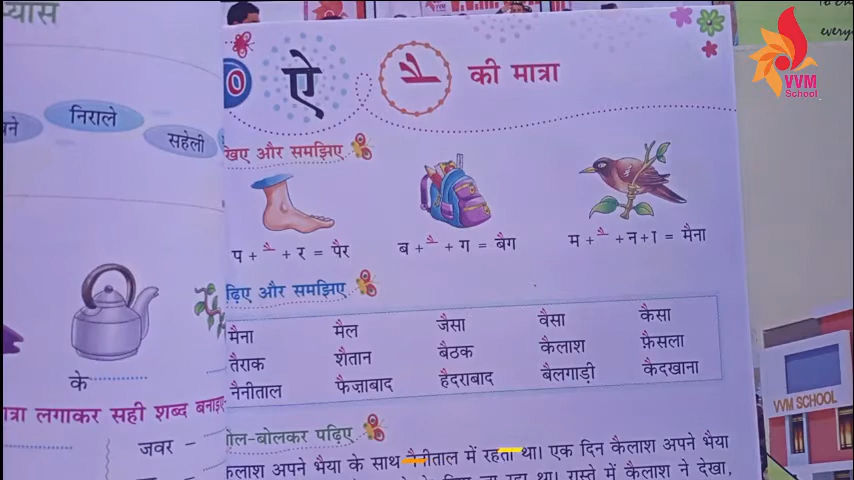 निराले
सहेली
के
मात्रा लगाकर सही शब्द
जवर –
ऐ
की मात्रा
और समझिए
प + ै + र = पैर
ब + ै + ग = बैग
म + ै + न + ा = मैना
और समझिए
मैना मैल जैसा वैसा कैसा
तैराक शैतान बैठक कैलाश फ़ैसला
नैनीताल फैज़ाबाद हैदराबाद बैलगाड़ी कैदखाना
बोलकर पढ़िए
अपने भैया के साथ नैनीताल में रहता था। एक दिन कैलाश अपने भैया
रास्ते में कैलाश ने देखा,
VVM
School
VVM SCHOOL
every